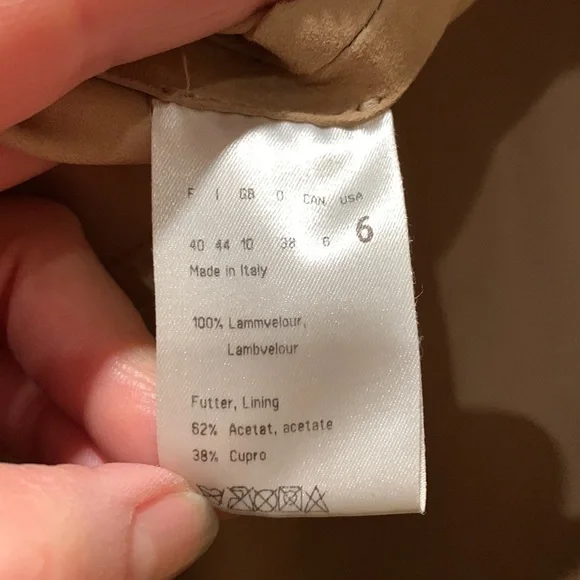 F I GB D CAN USA
40 44 10 38 6 6
Made in Italy
100% Lammvelour,
Lambvelour
Futter, Lining
62% Acetat, acetate
38% Cupro